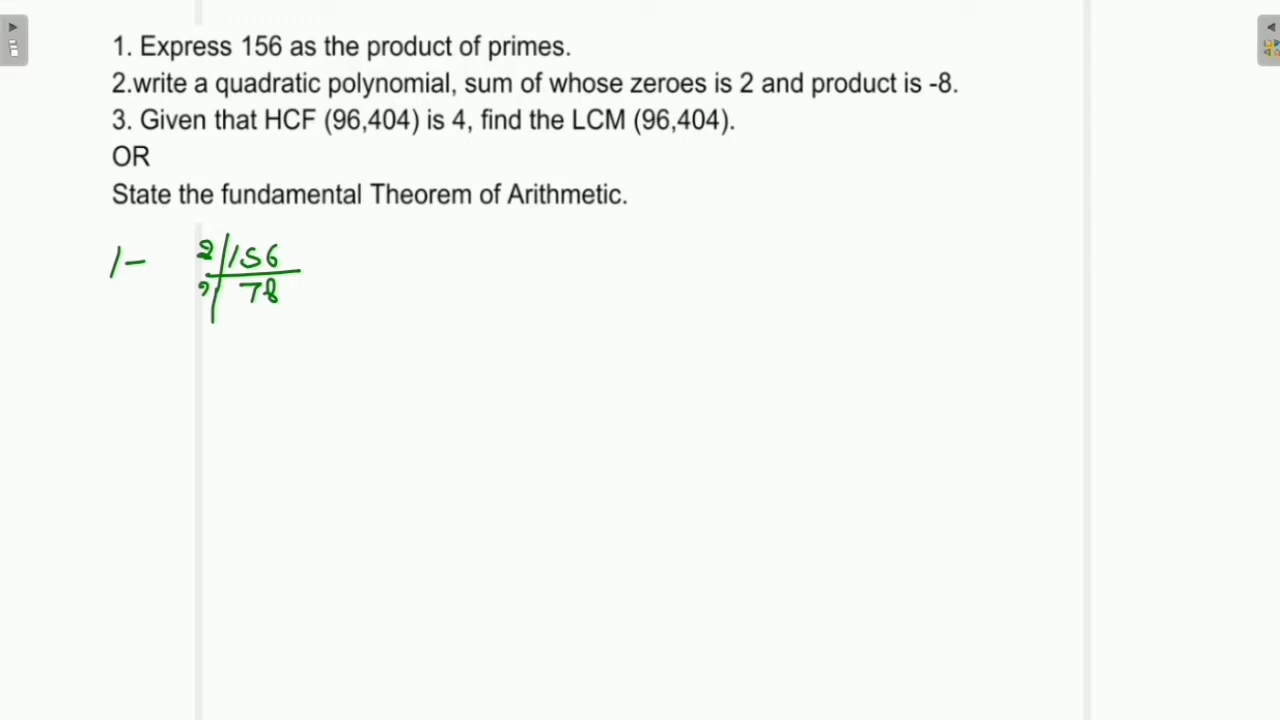 1. Express 156 as the product of primes.
2.write a quadratic polynomial, sum of whose zeroes is 2 and product is -8.
3. Given that HCF (96,404) is 4, find the LCM (96,404).
OR
State the fundamental Theorem of Arithmetic.
1- 2 156
78